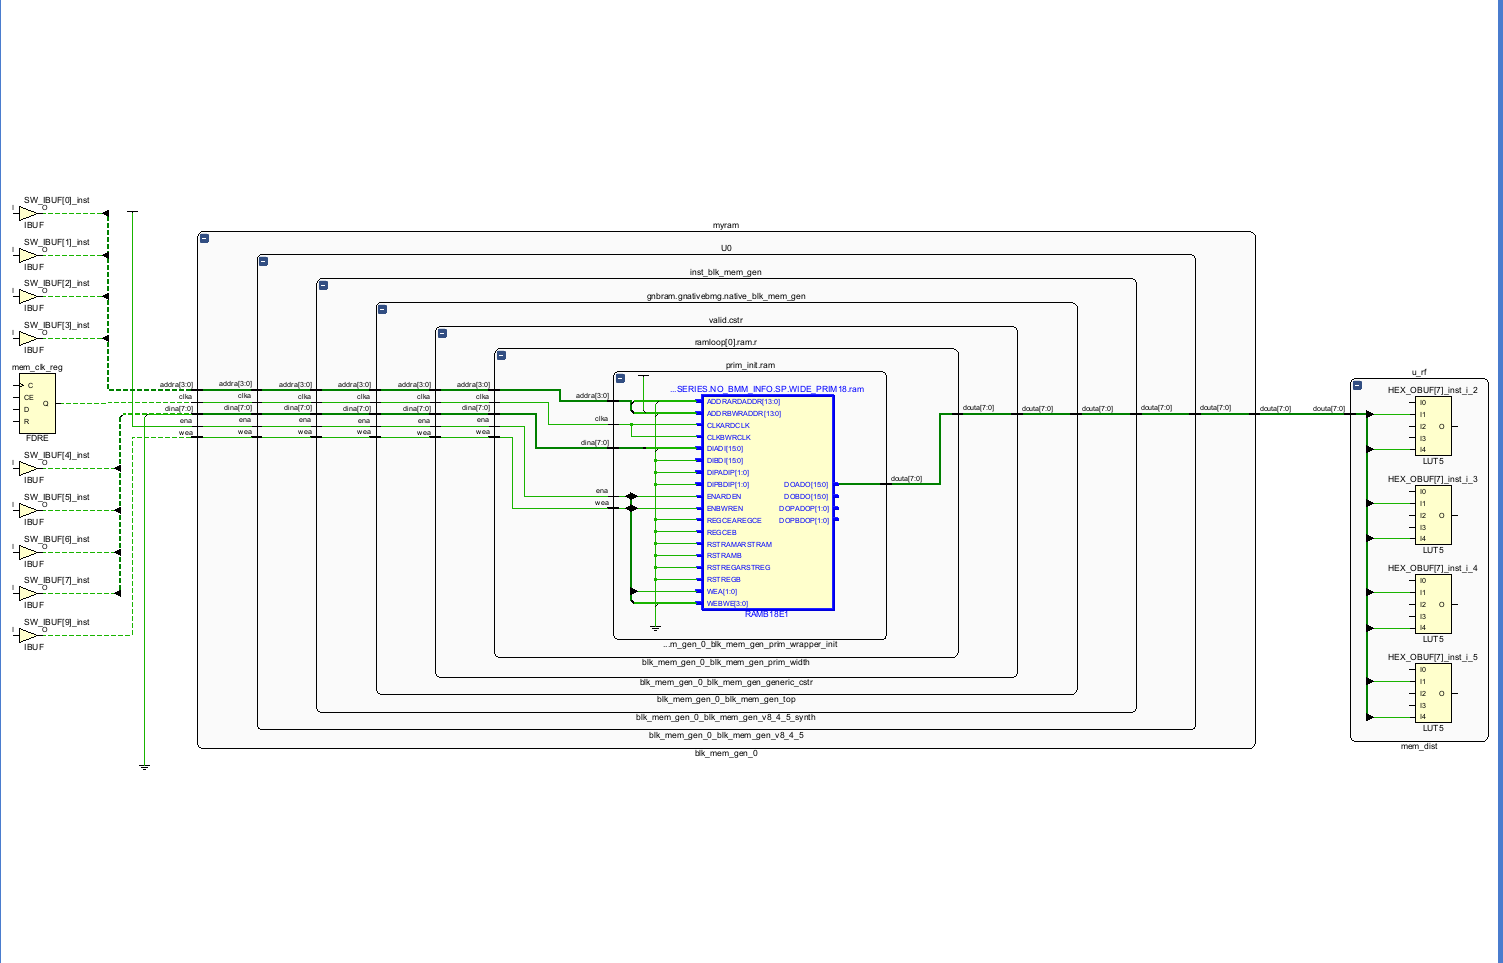 SW_IBUF[0]_inst
I
O
IBUF
SW_IBUF[1]_inst
I
O
IBUF
SW_IBUF[2]_inst
I
O
IBUF
SW_IBUF[3]_inst
I
O
IBUF
mem_clk_reg
C
CE
D
R
Q
FDRE
SW_IBUF[4]_inst
I
O
IBUF
SW_IBUF[5]_inst
I
O
IBUF
SW_IBUF[6]_inst
I
O
IBUF
SW_IBUF[7]_inst
I
O
IBUF
SW_IBUF[9]_inst
I
O
IBUF
myram
U0
inst_blk_mem_gen
gnbram.gnativebmg.native_blk_mem_gen
valid.cstr
ramloop[0].ram.r
prim_init.ram
addra[3:0] addra[3:0] addra[3:0] addra[3:0] addra[3:0] addra[3:0]
clka clka clka clka clka clka
dina[7:0] dina[7:0] dina[7:0] dina[7:0] dina[7:0] dina[7:0]
ena ena ena ena ena ena
wea wea wea wea wea wea
addra[3:0]
clka
dina[7:0]
ena
wea
...SERIES.NO_BMM_INFO.SP.WIDE_PRIM18.ram
ADDRARDADDR[13:0]
ADDRBWRADDR[13:0]
CLKARDCLK
CLKBWRCLK
DIADI[15:0]
DIBDI[15:0]
DIPADIP[1:0]
DIPBDIP[1:0]
ENARDEN
ENBWREN
REGCEAREGCE
REGCEB
RSTRAMARSTRAM
RSTRAMB
RSTREGARSTREG
RSTREGB
WEA[1:0]
WEBWE[3:0]
DOADO[15:0]
DOBDO[15:0]
DOPADOP[1:0]
DOPBDOP[1:0]
RAMB18E1
douta[7:0]
...m_gen_0_blk_mem_gen_prim_wrapper_init
blk_mem_gen_0_blk_mem_gen_prim_width
blk_mem_gen_0_blk_mem_gen_generic_cstr
blk_mem_gen_0_blk_mem_gen_top
blk_mem_gen_0_blk_mem_gen_v8_4_5_synth
blk_mem_gen_0_blk_mem_gen_v8_4_5
blk_mem_gen_0
douta[7:0] douta[7:0] douta[7:0] douta[7:0] douta[7:0] douta[7:0] douta[7:0]
u_rf
HEX_OBUF[7]_inst_i_2
I0
I1
I2
I3
I4
O
LUT5
HEX_OBUF[7]_inst_i_3
I0
I1
I2
I3
I4
O
LUT5
HEX_OBUF[7]_inst_i_4
I0
I1
I2
I3
I4
O
LUT5
HEX_OBUF[7]_inst_i_5
I0
I1
I2
I3
I4
O
LUT5
mem_dist